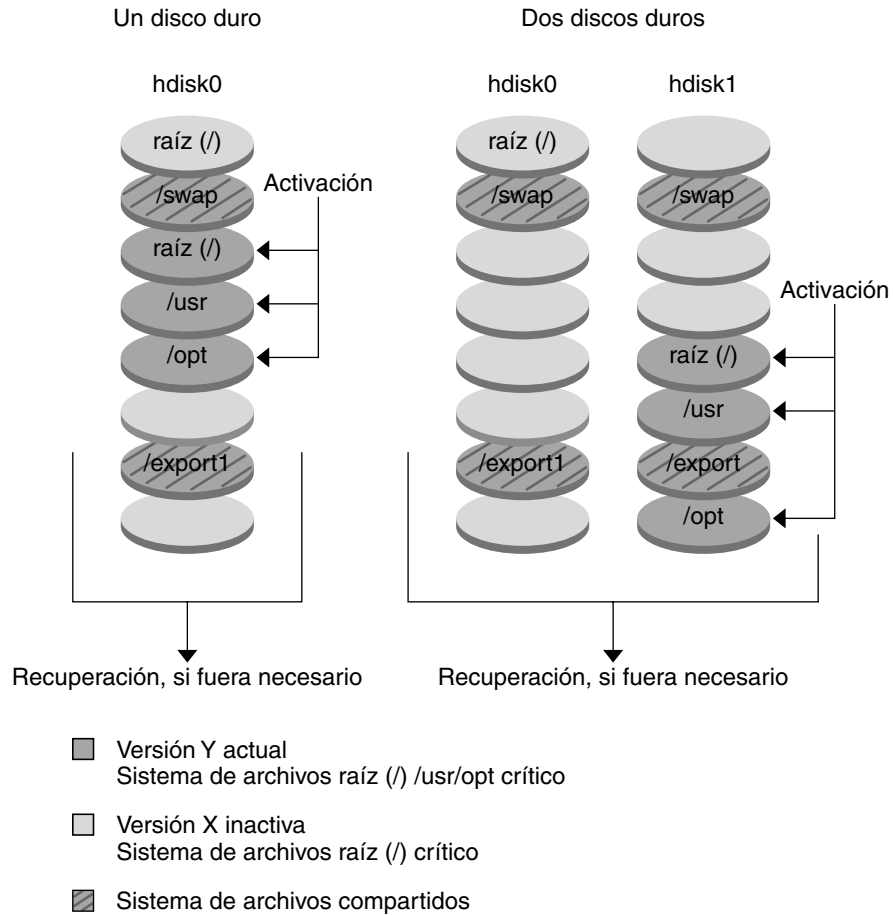 Un disco duro
Dos discos duros
hdisk0
hdisk0
hdisk1
raíz (/)
/swap
Activación
raíz (/)
/usr
/opt
/export1
raíz (/)
/swap
/export1
/swap
Activación
raíz (/)
/usr
/export
/opt
Recuperación, si fuera necesario
Recuperación, si fuera necesario
Versión Y actual
Sistema de archivos raíz (/) /usr/opt crítico
Versión X inactiva
Sistema de archivos raíz (/) crítico
Sistema de archivos compartidos